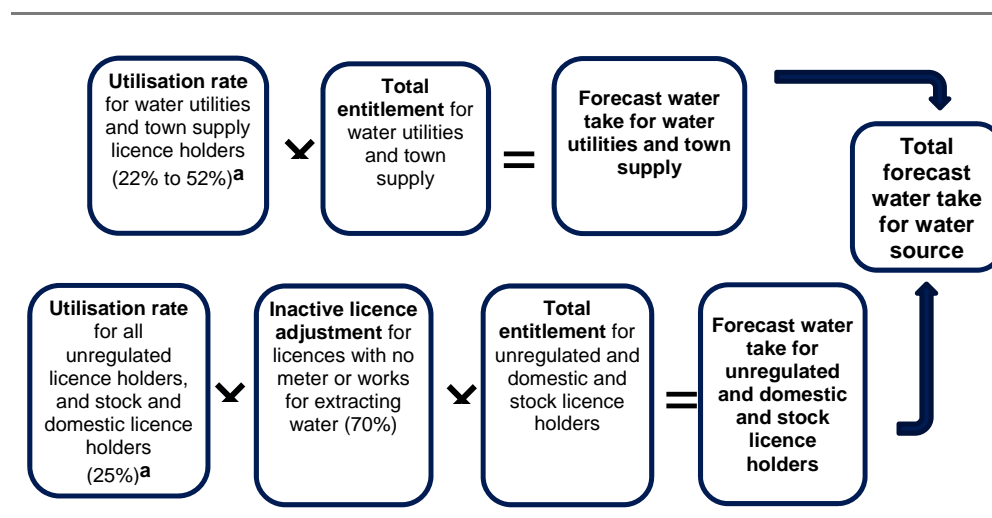 Utilisation rate
for water utilities
and town supply
licence holders
(22% to 52%)a
×
Total
entitlement for
water utilities
and town
supply
=
Forecast water
take for water
utilities and town
supply
Total
forecast
water take
for water
source
Utilisation rate
for all
unregulated
licence holders,
and stock and
domestic licence
holders
(25%)a
×
Inactive licence
adjustment for
licences with no
meter or works
for extracting
water (70%)
×
Total
entitlement for
unregulated and
domestic and
stock licence
holders
=
Forecast water
take for
unregulated
and domestic
and stock
licence
holders